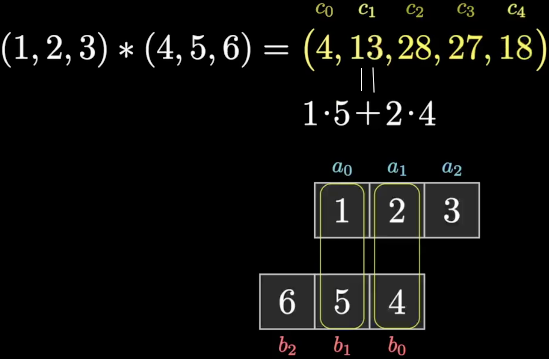 c₀ c₁ c₂ c₃ c₄
(1, 2, 3) ∗ (4, 5, 6) = (4, 13, 28, 27, 18)
1·5+2·4
a₀ a₁ a₂
1 2 3
6 5 4
b₂ b₁ b₀